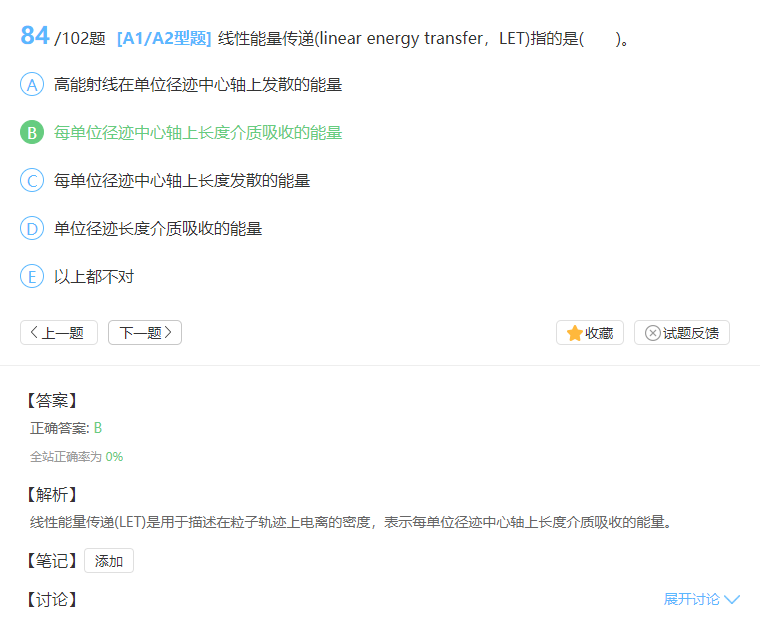 84 /102题 [A1/A2型题] 线性能量传递(linear energy transfer，LET)指的是(　　)。
A 高能射线在单位径迹中心轴上发散的能量
B 每单位径迹中心轴上长度介质吸收的能量
C 每单位径迹中心轴上长度发散的能量
D 单位径迹长度介质吸收的能量
E 以上都不对
上一题 下一题 收藏 试题反馈
【答案】
正确答案: B
全站正确率为 0%
【解析】
线性能量传递(LET)是用于描述在粒子轨迹上电离的密度，表示每单位径迹中心轴上长度介质吸收的能量。
【笔记】 添加
【讨论】 展开讨论